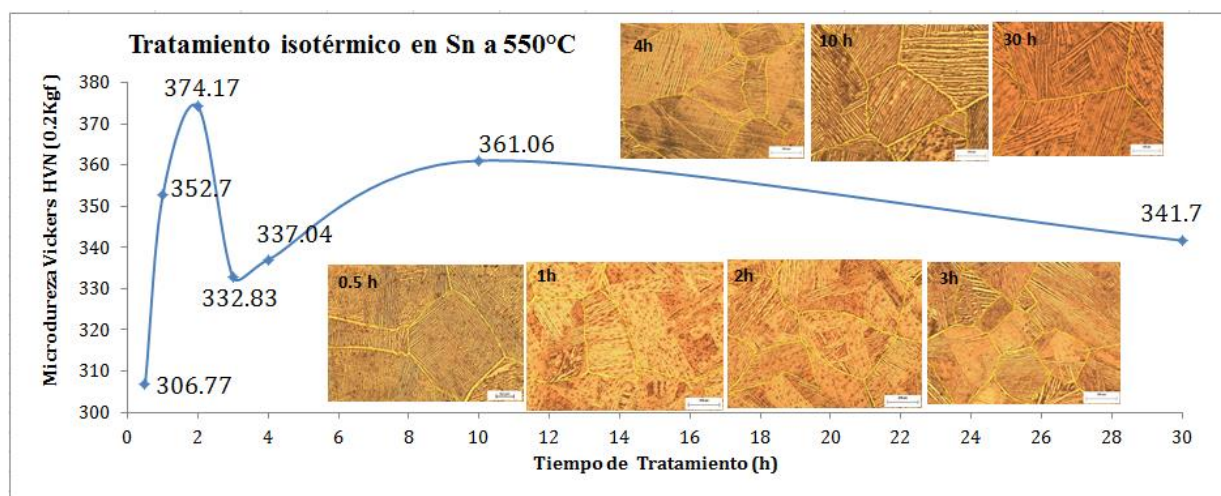 Tratamiento isotérmico en Sn a 550°C
4h
10 h
30 h
380
374.17
370
361.06
360
352.7
350
341.7
340
337.04
332.83
330
0.5 h
1h
2h
3h
320
310
306.77
300
0 2 4 6 8 10 12 14 16 18 20 22 24 26 28 30
Microdureza Vickers HVN (0.2Kgf)
Tiempo de Tratamiento (h)